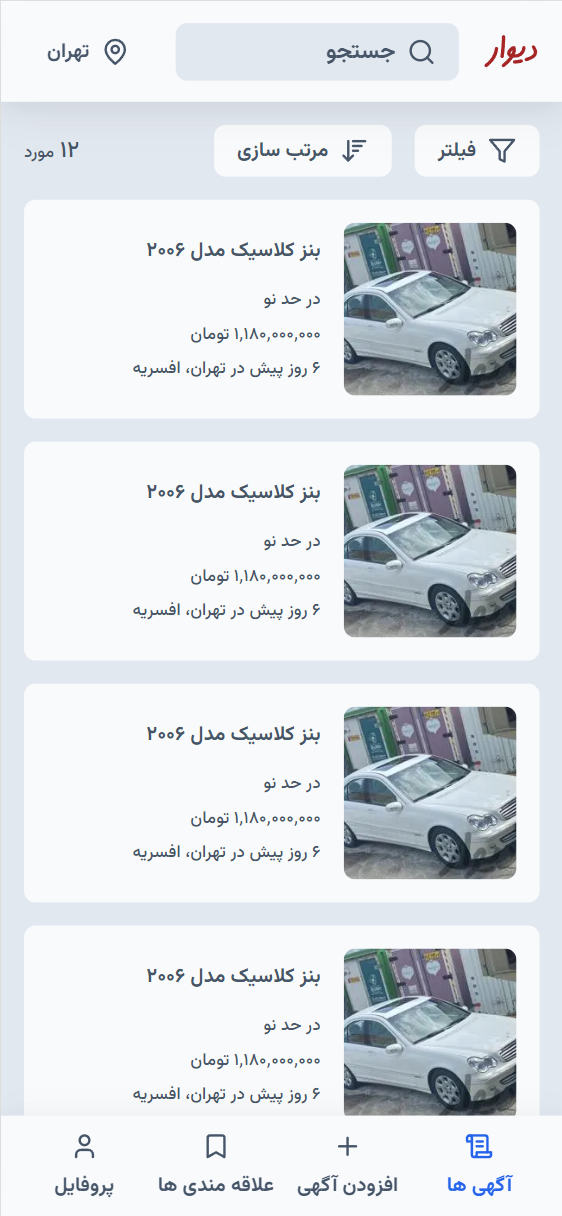 دیوار
جستجو
تهران
فیلتر
مرتب سازی
۱۲ مورد
بنز کلاسیک مدل ۲۰۰۶
در حد نو
۱,۱۸۰,۰۰۰,۰۰۰ تومان
۶ روز پیش در تهران، افسریه
بنز کلاسیک مدل ۲۰۰۶
در حد نو
۱,۱۸۰,۰۰۰,۰۰۰ تومان
۶ روز پیش در تهران، افسریه
بنز کلاسیک مدل ۲۰۰۶
در حد نو
۱,۱۸۰,۰۰۰,۰۰۰ تومان
۶ روز پیش در تهران، افسریه
بنز کلاسیک مدل ۲۰۰۶
در حد نو
۱,۱۸۰,۰۰۰,۰۰۰ تومان
۶ روز پیش در تهران، افسریه
آگهی ها
افزودن آگهی
علاقه مندی ها
پروفایل